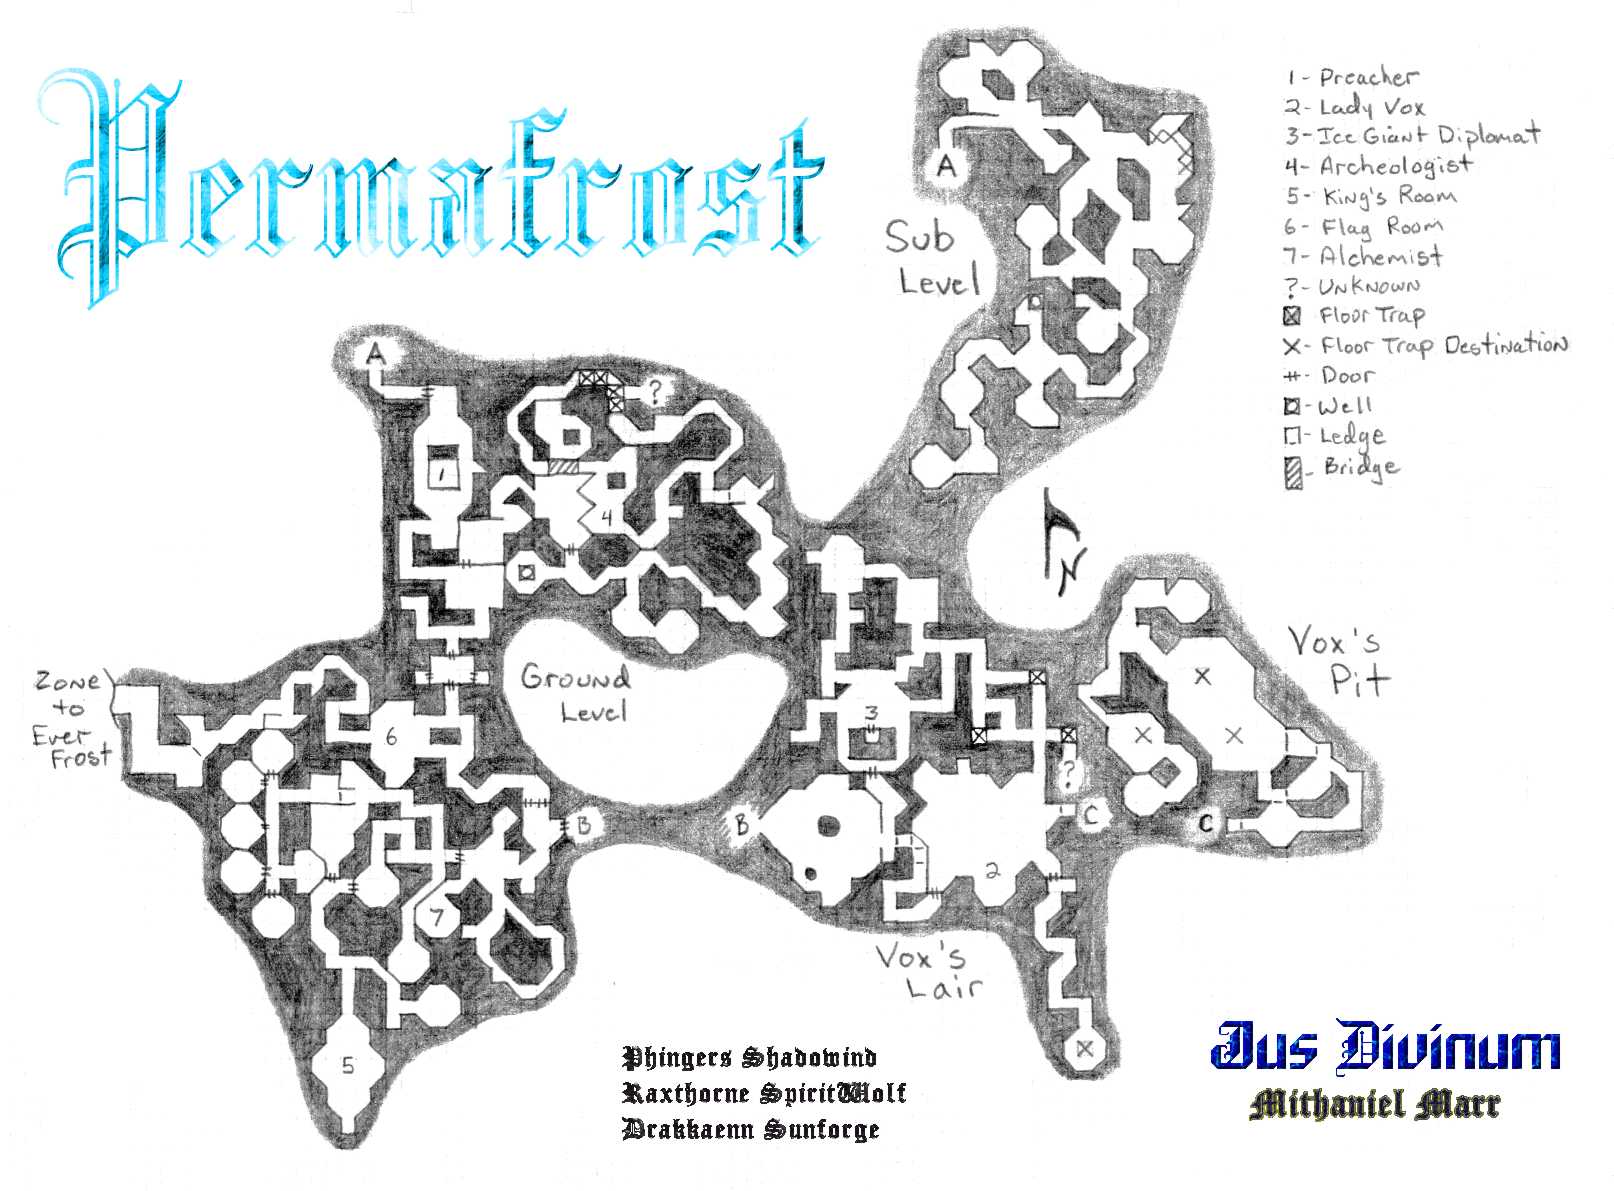 Permafrost
1- Preacher
2- Lady Vox
3- Ice Giant Diplomat
4- Archeologist
5- King's Room
6- Flag Room
7- Alchemist
?- Unknown
Floor Trap
X- Floor Trap Destination
- Door
- Well
- Ledge
- Bridge
A
Sub
Level
A
?
1
4
N
Vox's
Pit
Ground
Level
Zone
to
Ever
Frost
6
3
X
X
X
?
B
B
C
C
2
7
Vox's
Lair
5
X
Phingers Shadowind
Raxthorne SpiritWolf
Drakkaenn Sunforge
Jus Divinum
Mithaniel Marr